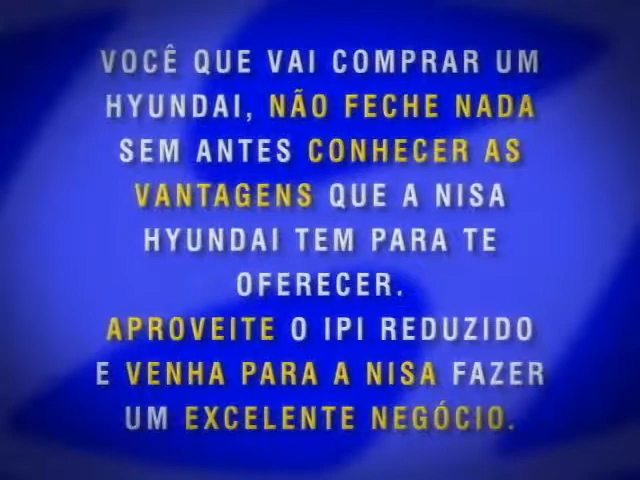 VOCÊ QUE VAI COMPRAR UM
HYUNDAI, NÃO FECHE NADA
SEM ANTES CONHECER AS
VANTAGENS QUE A NISA
HYUNDAI TEM PARA TE
OFERECER.
APROVEITE O IPI REDUZIDO
E VENHA PARA A NISA FAZER
UM EXCELENTE NEGÓCIO.